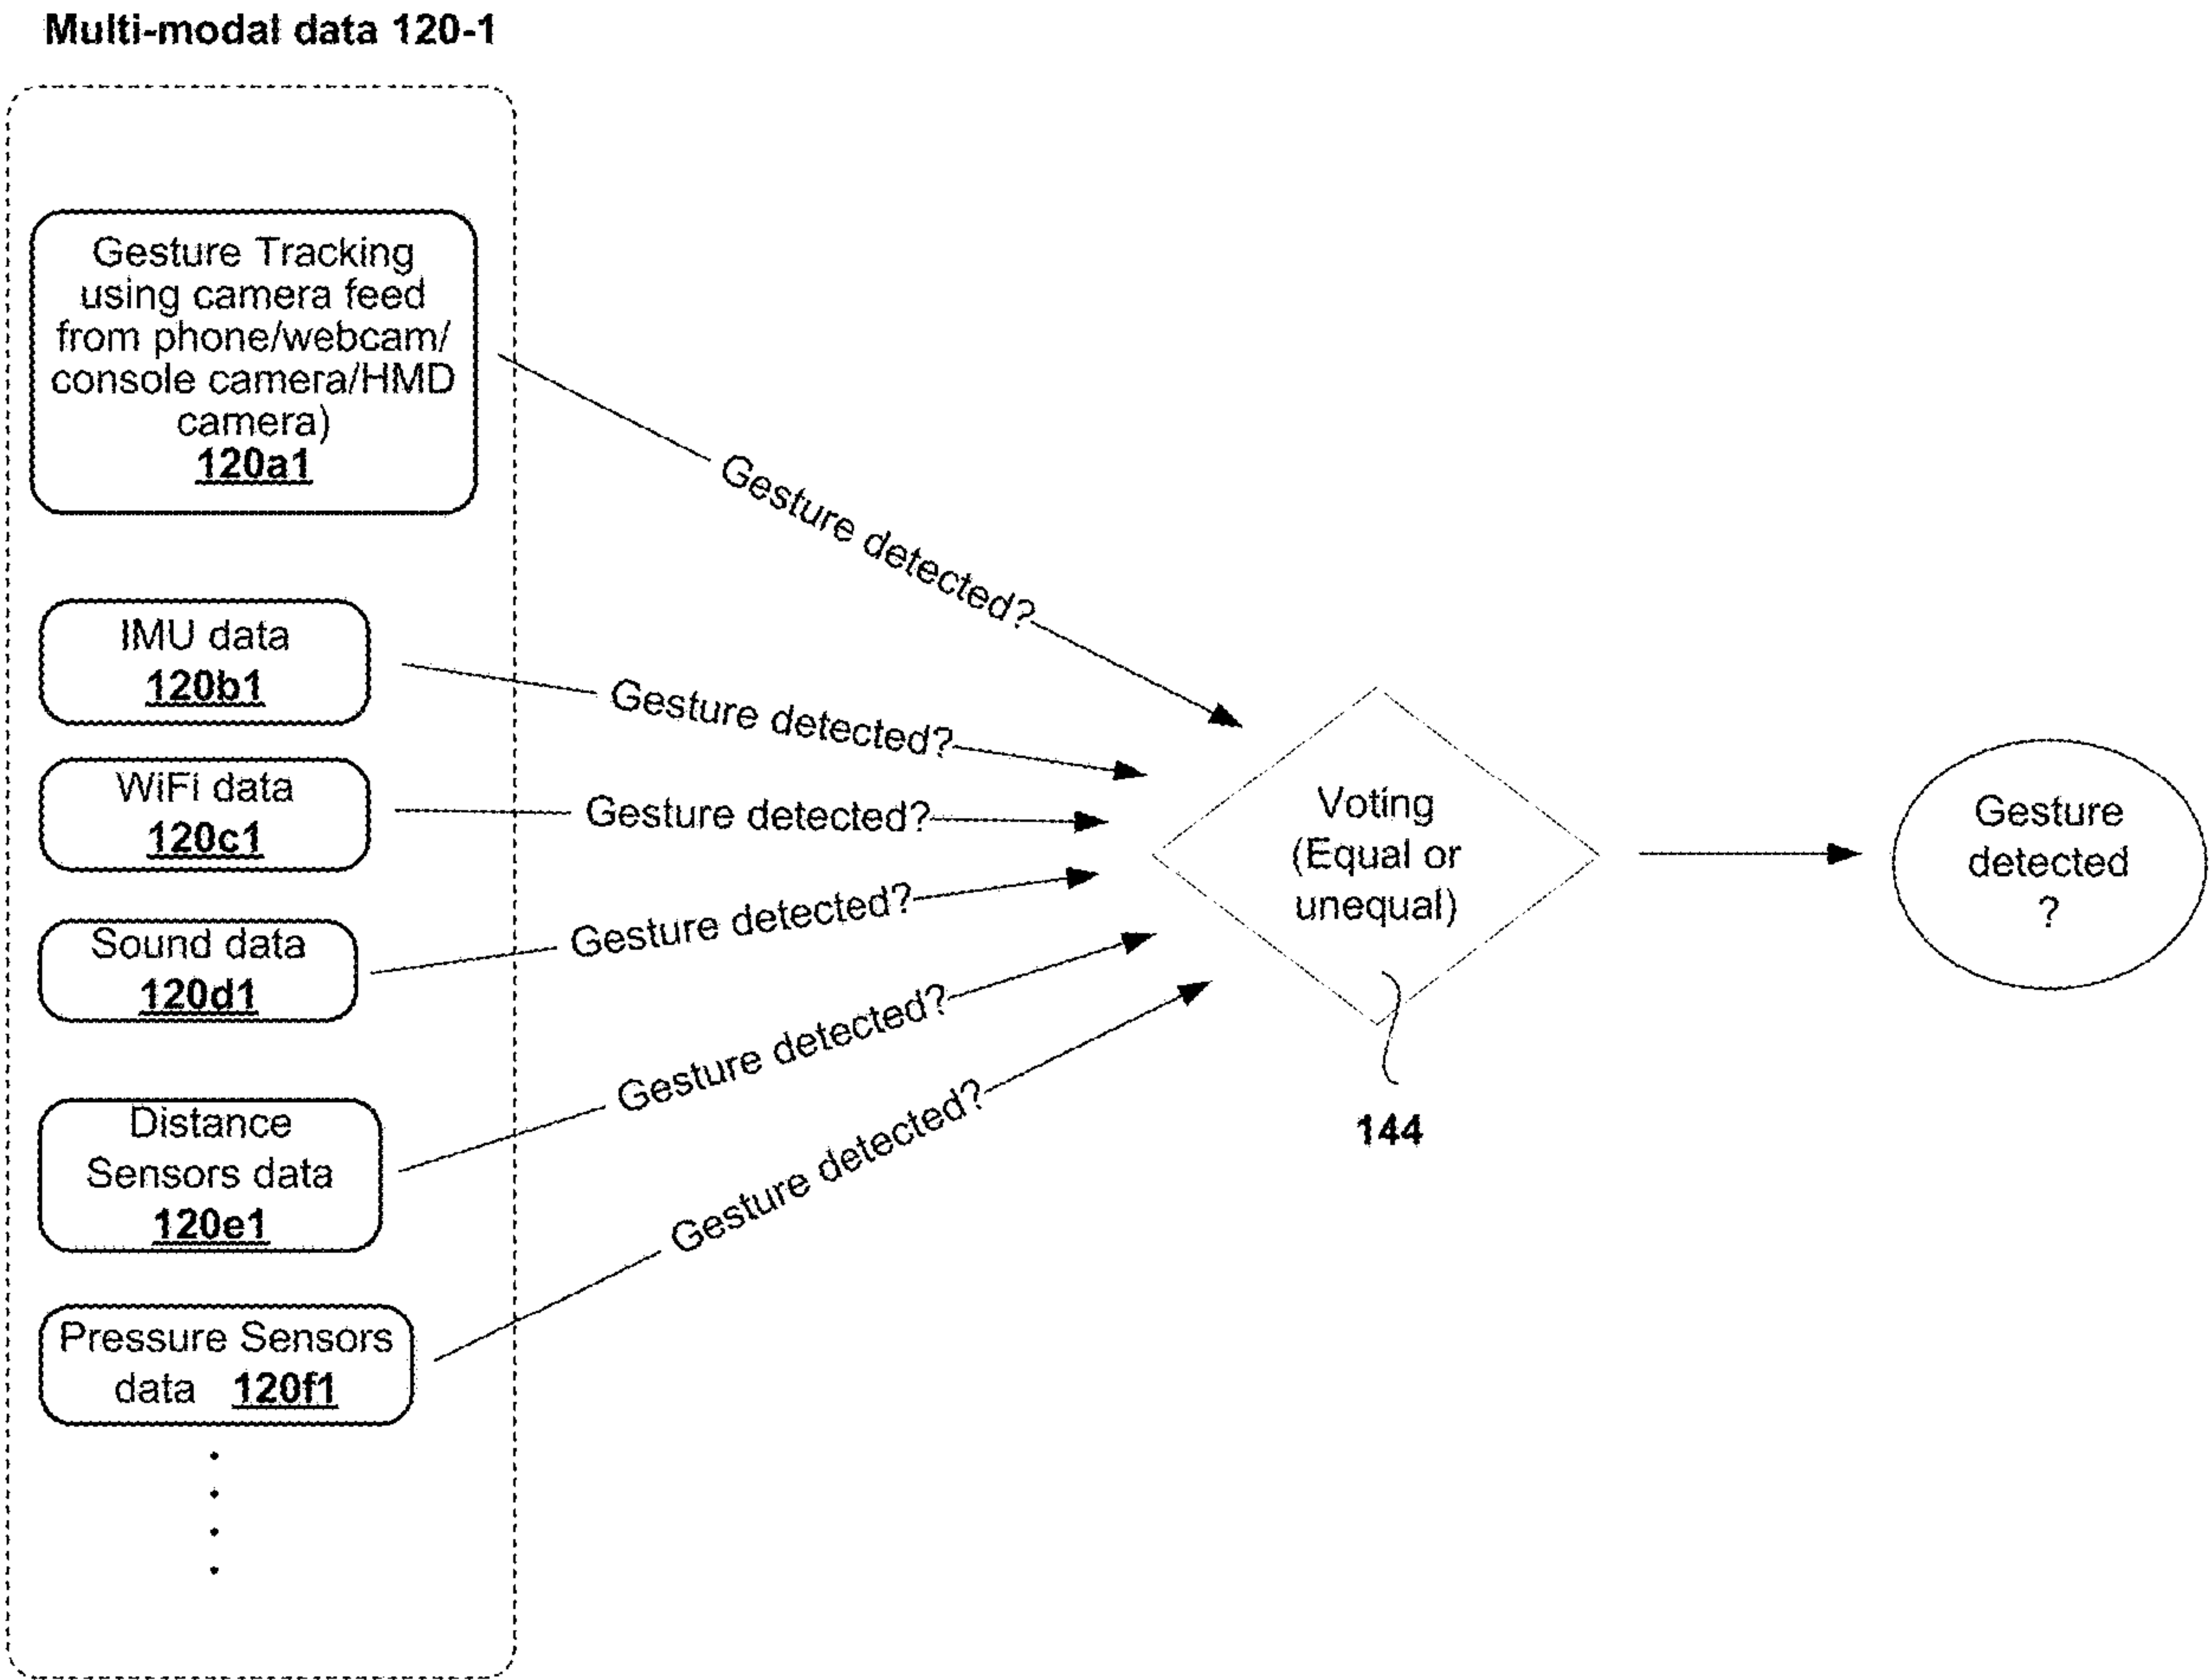 Multi-modal data 120-1
Gesture Tracking
using camera feed
from phone/webcam/
console camera/HMD
camera)
120a1
IMU data
120b1
WiFi data
120c1
Sound data
120d1
Distance
Sensors data
120e1
Pressure Sensors
data 120f1
Gesture detected?
Gesture detected?
Gesture detected?
Gesture detected?
Gesture detected?
Gesture detected?
Voting
(Equal or
unequal)
144
Gesture
detected
?